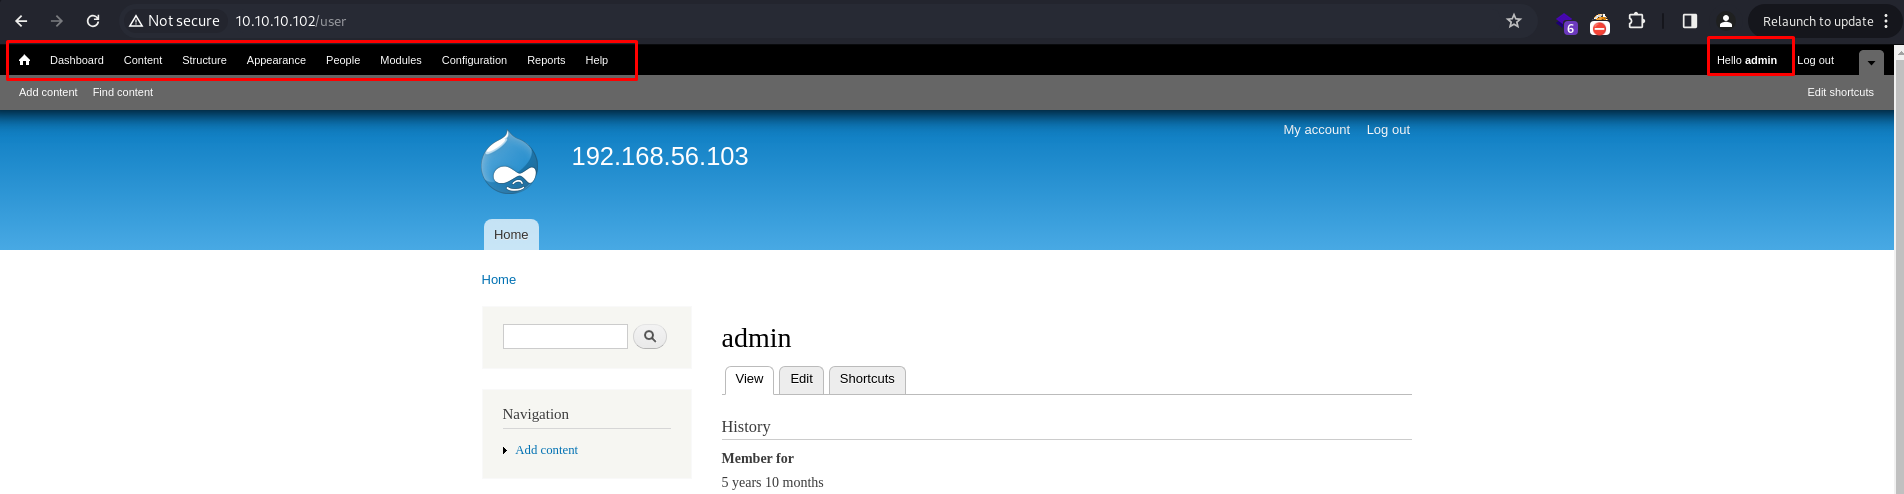 Not secure 10.10.10.102/user 6 Relaunch to update
Dashboard Content Structure Appearance People Modules Configuration Reports Help Hello admin Log out
Add content Find content Edit shortcuts
My account Log out
192.168.56.103
Home
Home
admin
View Edit Shortcuts
Navigation
Add content
History
Member for
5 years 10 months